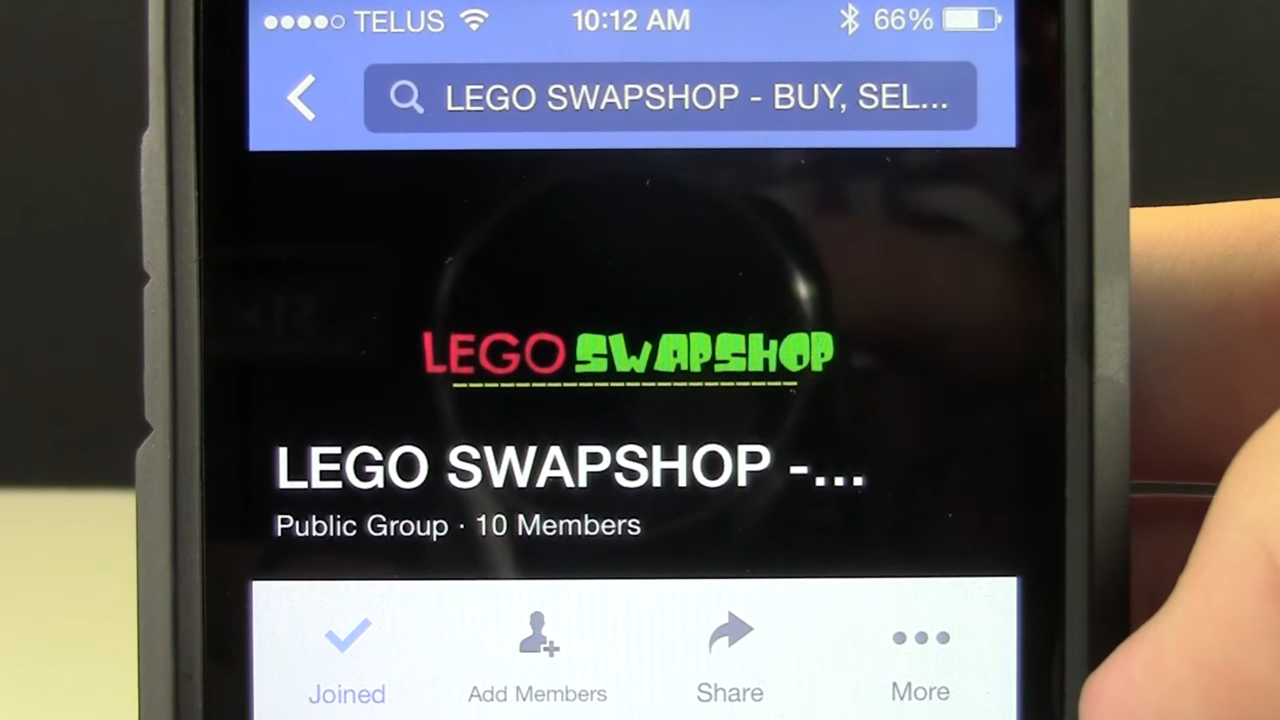 TELUS 10:12 AM 66%
LEGO SWAPSHOP - BUY, SEL...
LEGO SWAPSHOP
LEGO SWAPSHOP -...
Public Group · 10 Members
Joined Add Members Share More